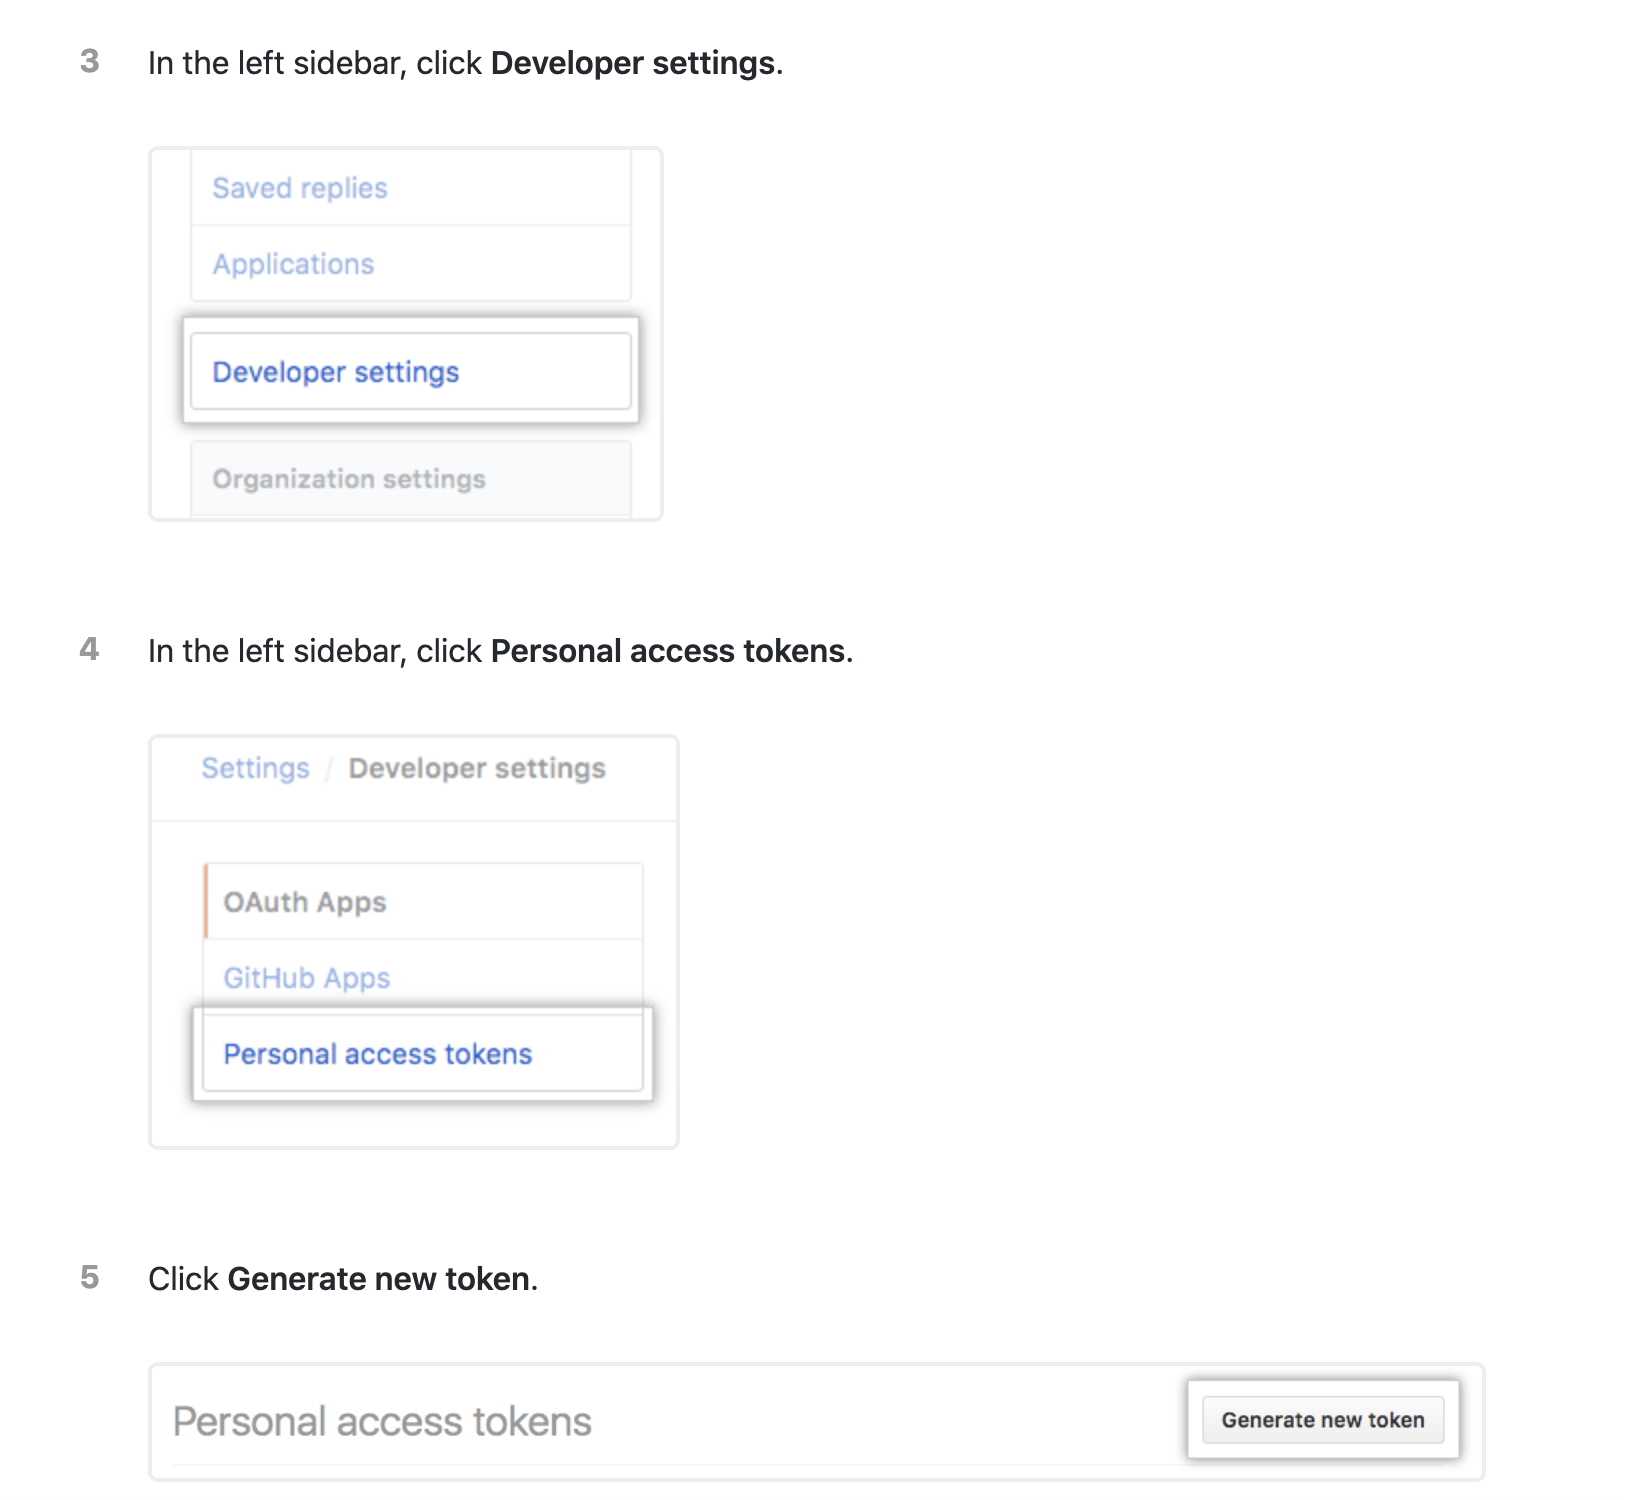 3 In the left sidebar, click Developer settings.
Saved replies
Applications
Developer settings
Organization settings
4 In the left sidebar, click Personal access tokens.
Settings / Developer settings
OAuth Apps
GitHub Apps
Personal access tokens
5 Click Generate new token.
Personal access tokens Generate new token